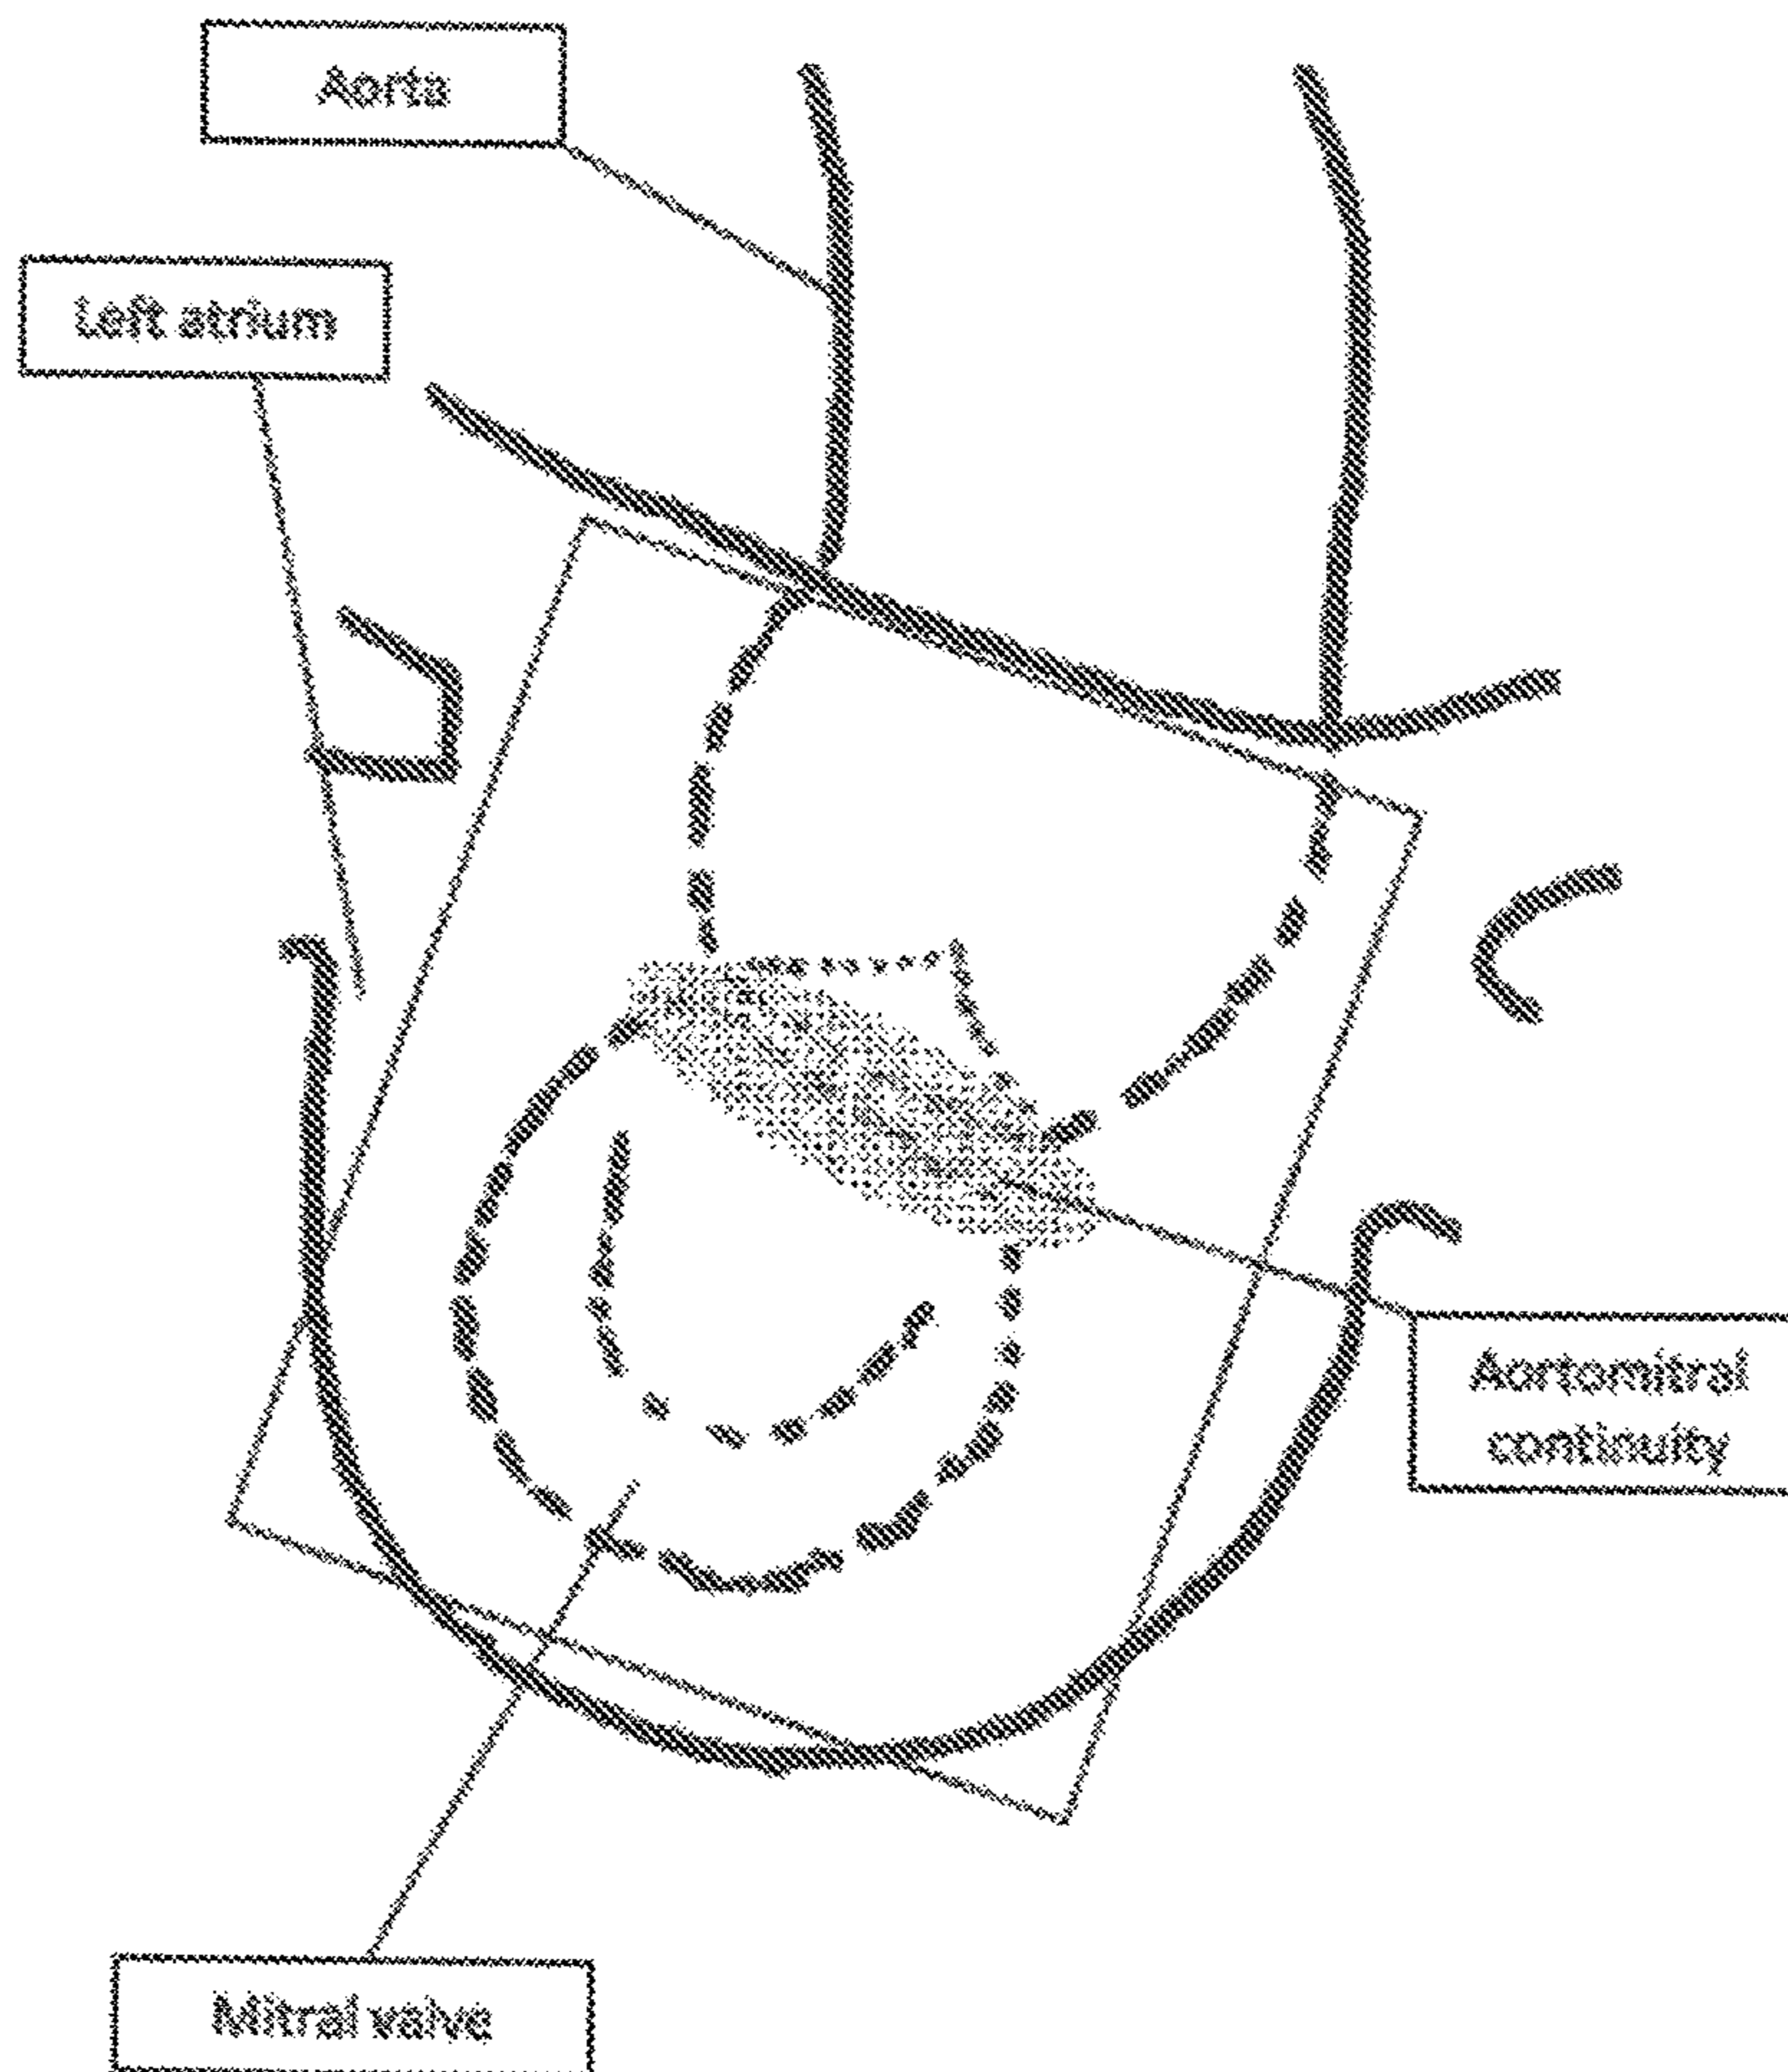 Aorta
Left atrium
Aortomitral
continuity
Mitral valve